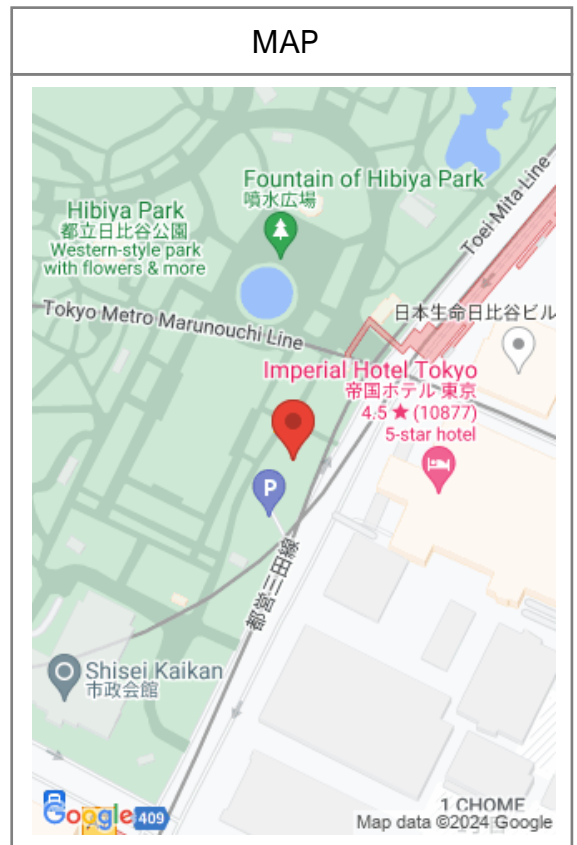 MAP
Fountain of Hibiya Park
噴水広場
Hibiya Park
都立日比谷公園
Western-style park
with flowers & more
Toei Mita Line
Tokyo Metro Marunouchi Line
日本生命日比谷ビル
Imperial Hotel Tokyo
帝国ホテル 東京
4.5 ★ (10877)
5-star hotel
P
都営三田線
Shisei Kaikan
市政会館
1 CHOME
Google
409
Map data ©2024 Google